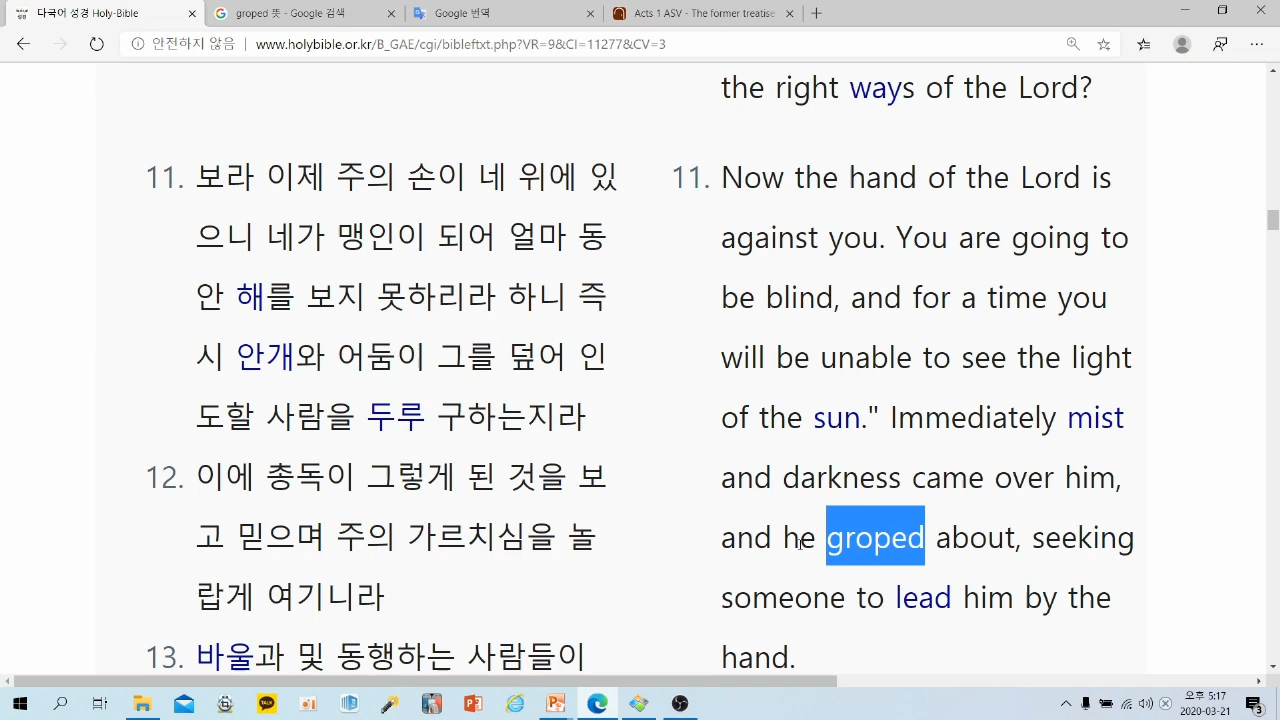 다국어 성경 Holy-Bible
groped 뜻 - Google 검색
Google 번역
Acts 1 ASV - The former treatise
안전하지 않음
www.holybible.or.kr/B_GAE/cgi/bibleftxt.php?VR=9&CI=11277&CV=3
the right ways of the Lord?
11. 보라 이제 주의 손이 네 위에 있
으니 네가 맹인이 되어 얼마 동
안 해를 보지 못하리라 하니 즉
시 안개와 어둠이 그를 덮어 인
도할 사람을 두루 구하는지라
12. 이에 총독이 그렇게 된 것을 보
고 믿으며 주의 가르치심을 놀
랍게 여기니라
13. 바울과 및 동행하는 사람들이
11. Now the hand of the Lord is
against you. You are going to
be blind, and for a time you
will be unable to see the light
of the sun." Immediately mist
and darkness came over him,
and he groped about, seeking
someone to lead him by the
hand.
오후 5:17
2020-03-21